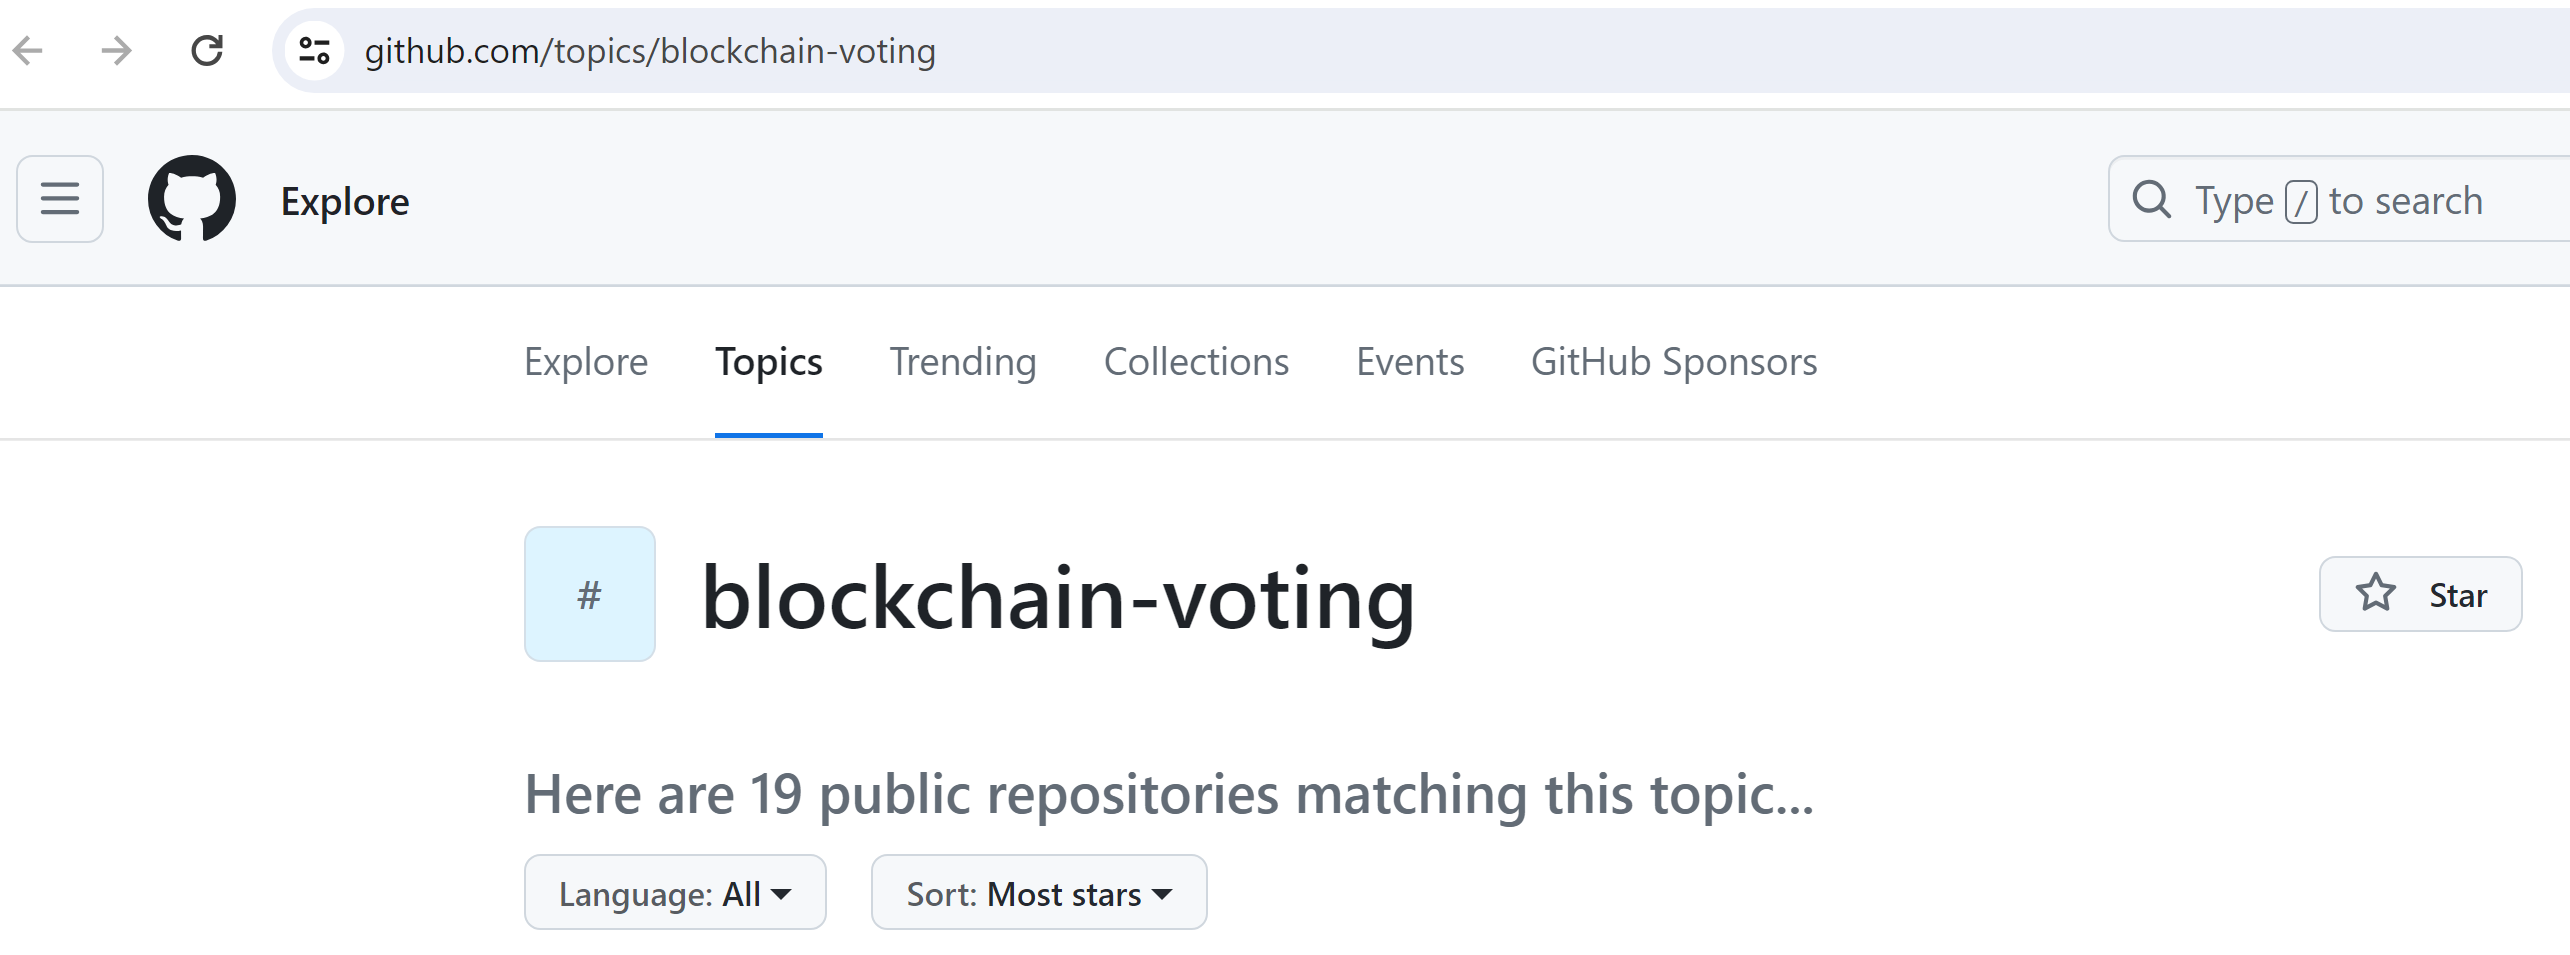 github.com/topics/blockchain-voting
Explore
Type / to search
Explore Topics Trending Collections Events GitHub Sponsors
# blockchain-voting
Star
Here are 19 public repositories matching this topic...
Language: All Sort: Most stars